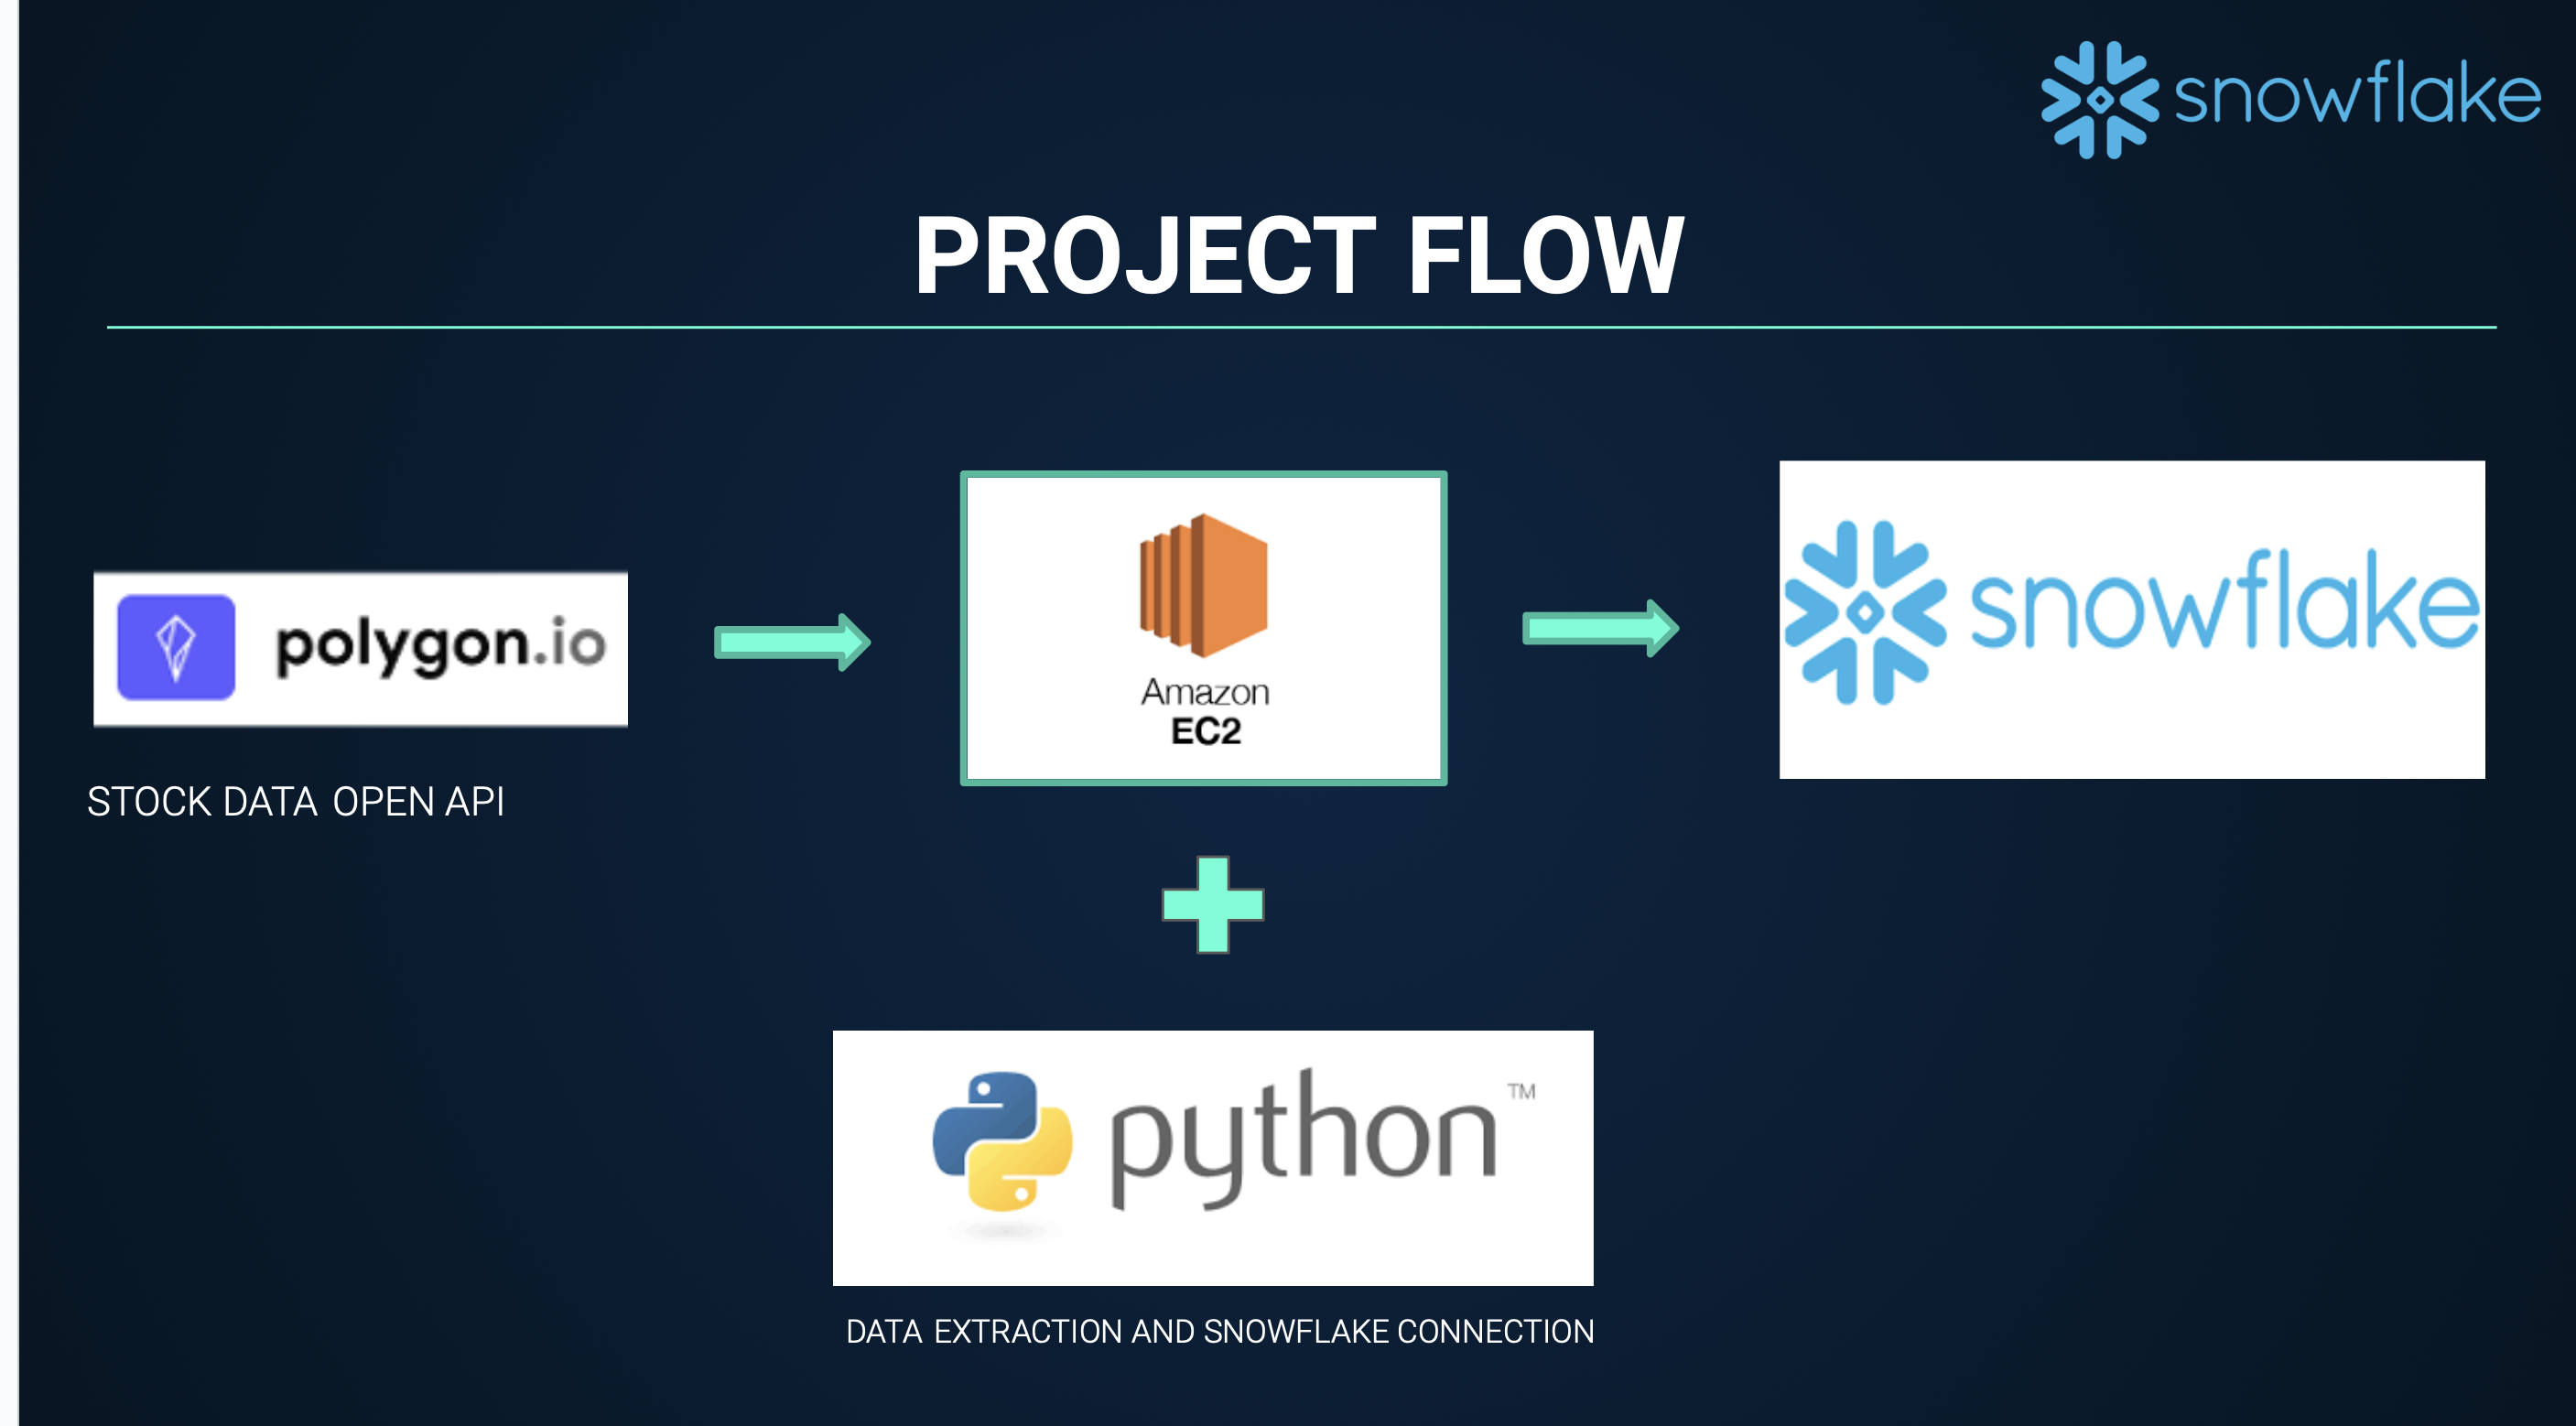 snowflake
PROJECT FLOW
polygon.io
STOCK DATA OPEN API
Amazon
EC2
snowflake
python™
DATA EXTRACTION AND SNOWFLAKE CONNECTION